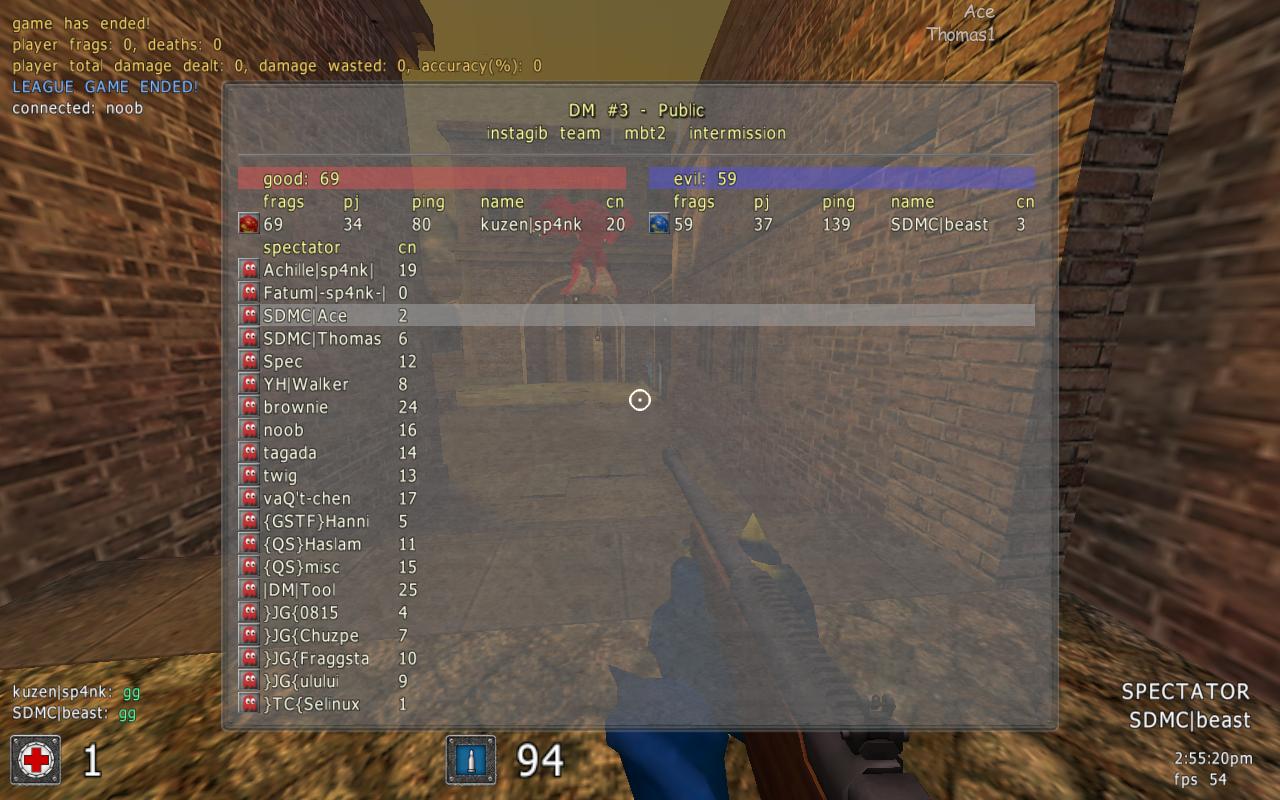 game has ended!
player frags: 0, deaths: 0
player total damage dealt: 0, damage wasted: 0, accuracy(%): 0
LEAGUE GAME ENDED!
connected: noob
Ace
Thomas1
DM #3 - Public
instagib team mbt2 intermission
good: 69 evil: 59
frags pj ping name cn frags pj ping name cn
69 34 80 kuzen|sp4nk 20 59 37 139 SDMC|beast 3
spectator cn
Achille|sp4nk| 19
Fatum|-sp4nk-| 0
SDMC|Ace 2
SDMC|Thomas 6
Spec 12
YH|Walker 8
brownie 24
noob 16
tagada 14
twig 13
vaQ't-chen 17
{GSTF}Hanni 5
{QS}Haslam 11
{QS}misc 15
|DM|Tool 25
}JG{0815 4
}JG{Chuzpe 7
}JG{Fraggsta 10
}JG{ulului 9
}TC{Selinux 1
kuzen|sp4nk: gg
SDMC|beast: gg
1
94
SPECTATOR
SDMC|beast
2:55:20pm
fps 54